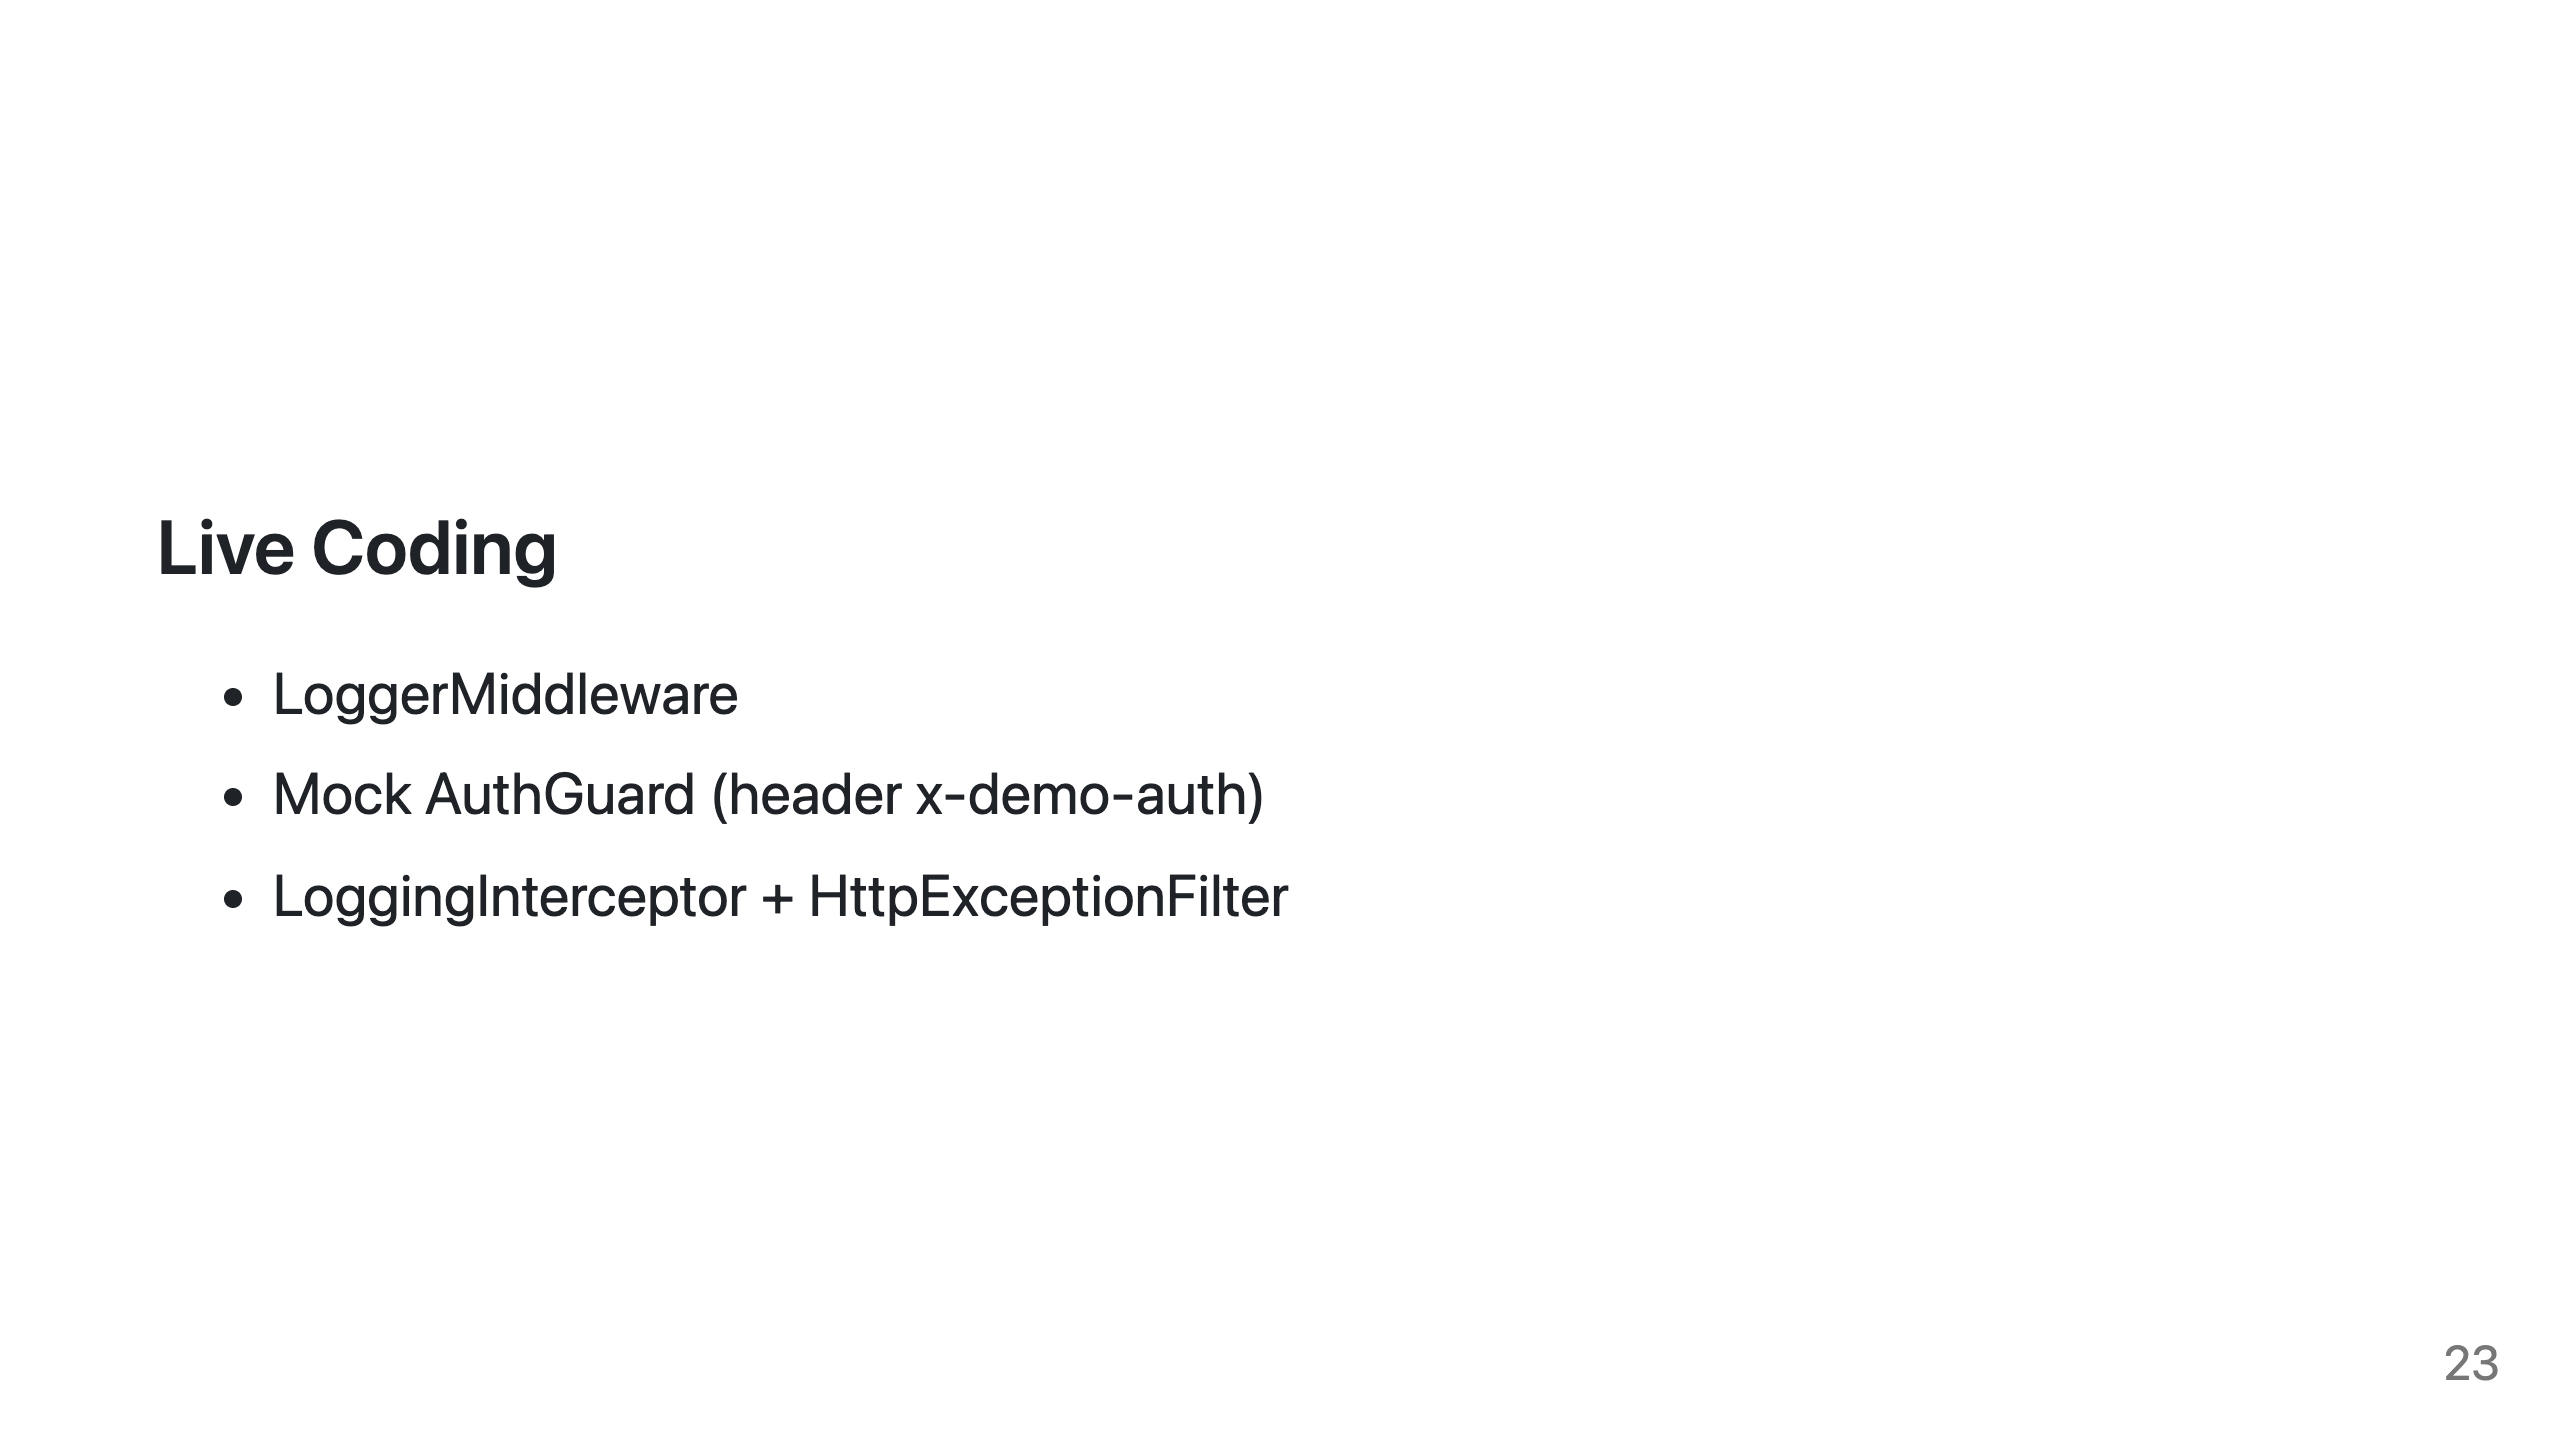 Live Coding
• LoggerMiddleware
• Mock AuthGuard (header x-demo-auth)
• LoggingInterceptor + HttpExceptionFilter
23